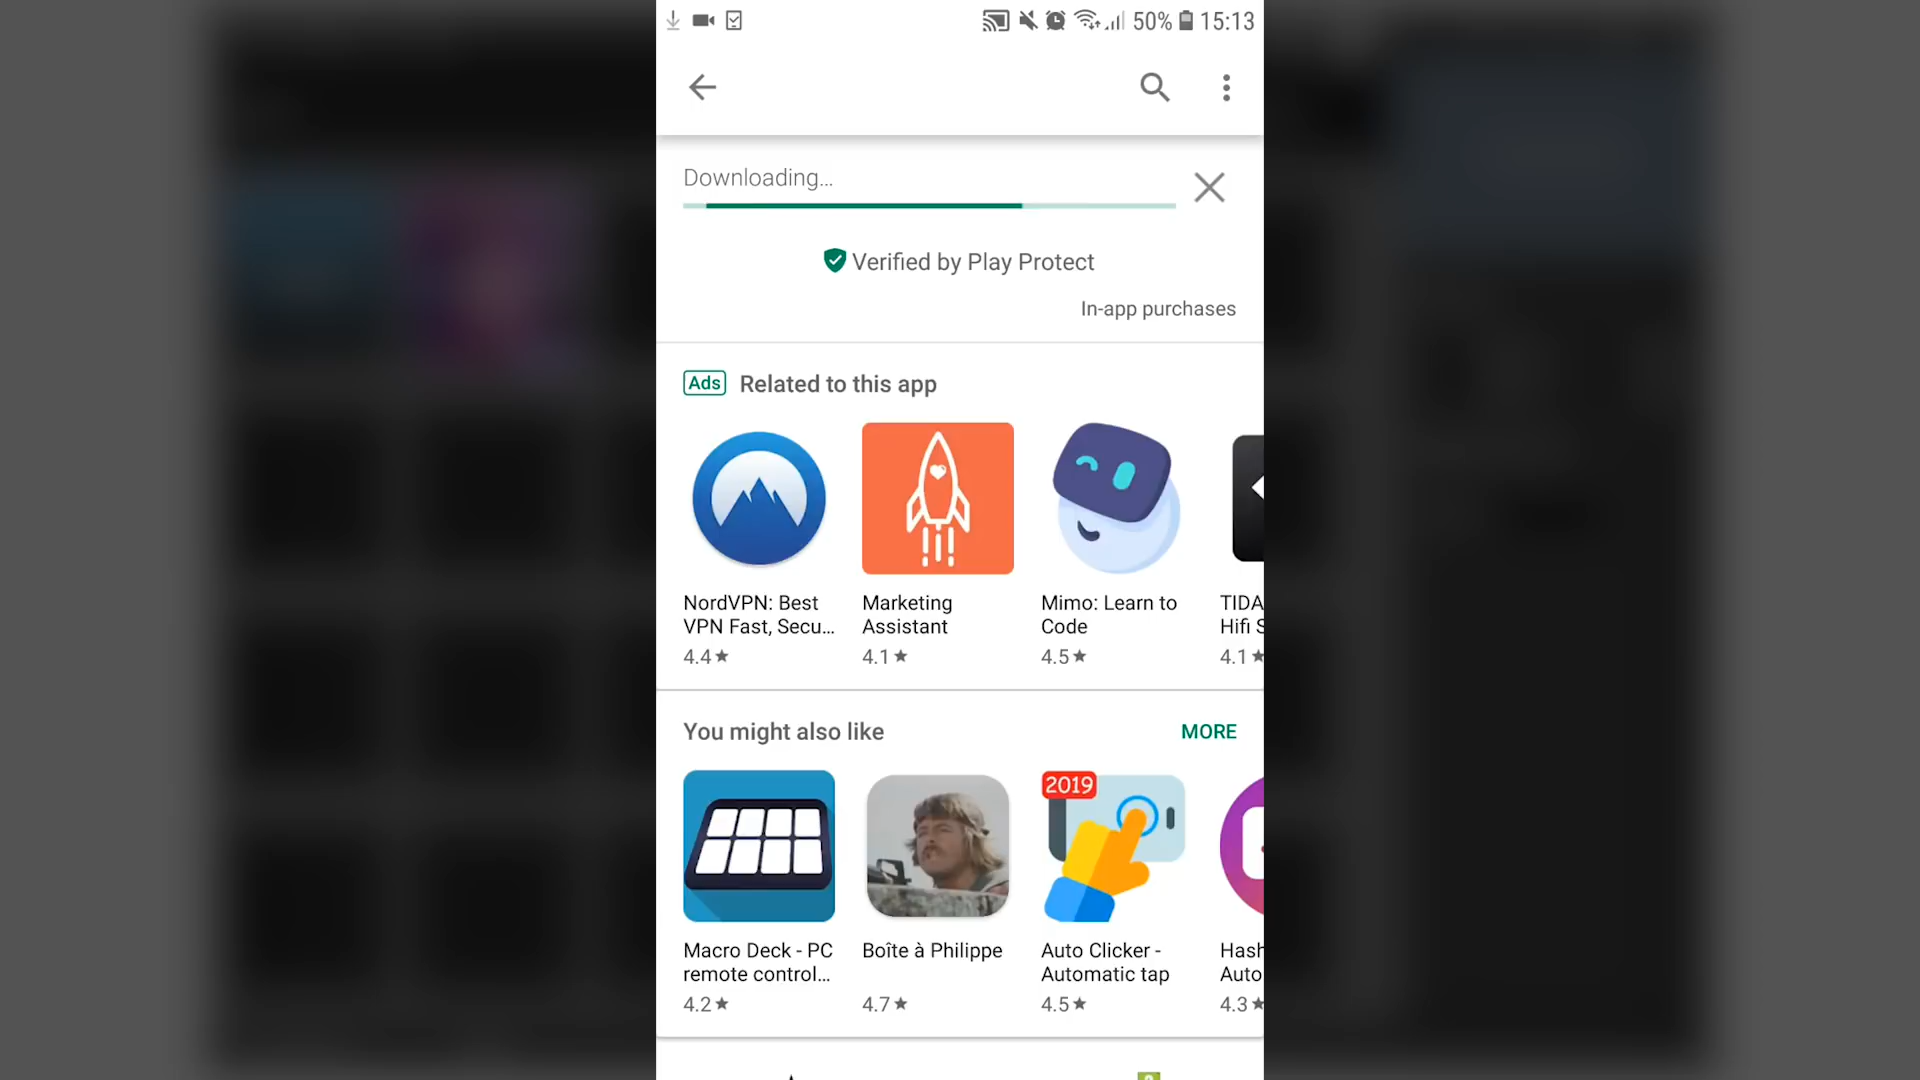 50% 15:13
Downloading...
Verified by Play Protect
In-app purchases
Ads Related to this app
NordVPN: Best
VPN Fast, Secu...
4.4★
Marketing
Assistant
4.1★
Mimo: Learn to
Code
4.5★
TIDA
Hifi S
4.1★
You might also like MORE
2019
Macro Deck - PC
remote control...
4.2★
Boîte à Philippe
4.7★
Auto Clicker -
Automatic tap
4.5★
Hash
Auto
4.3★